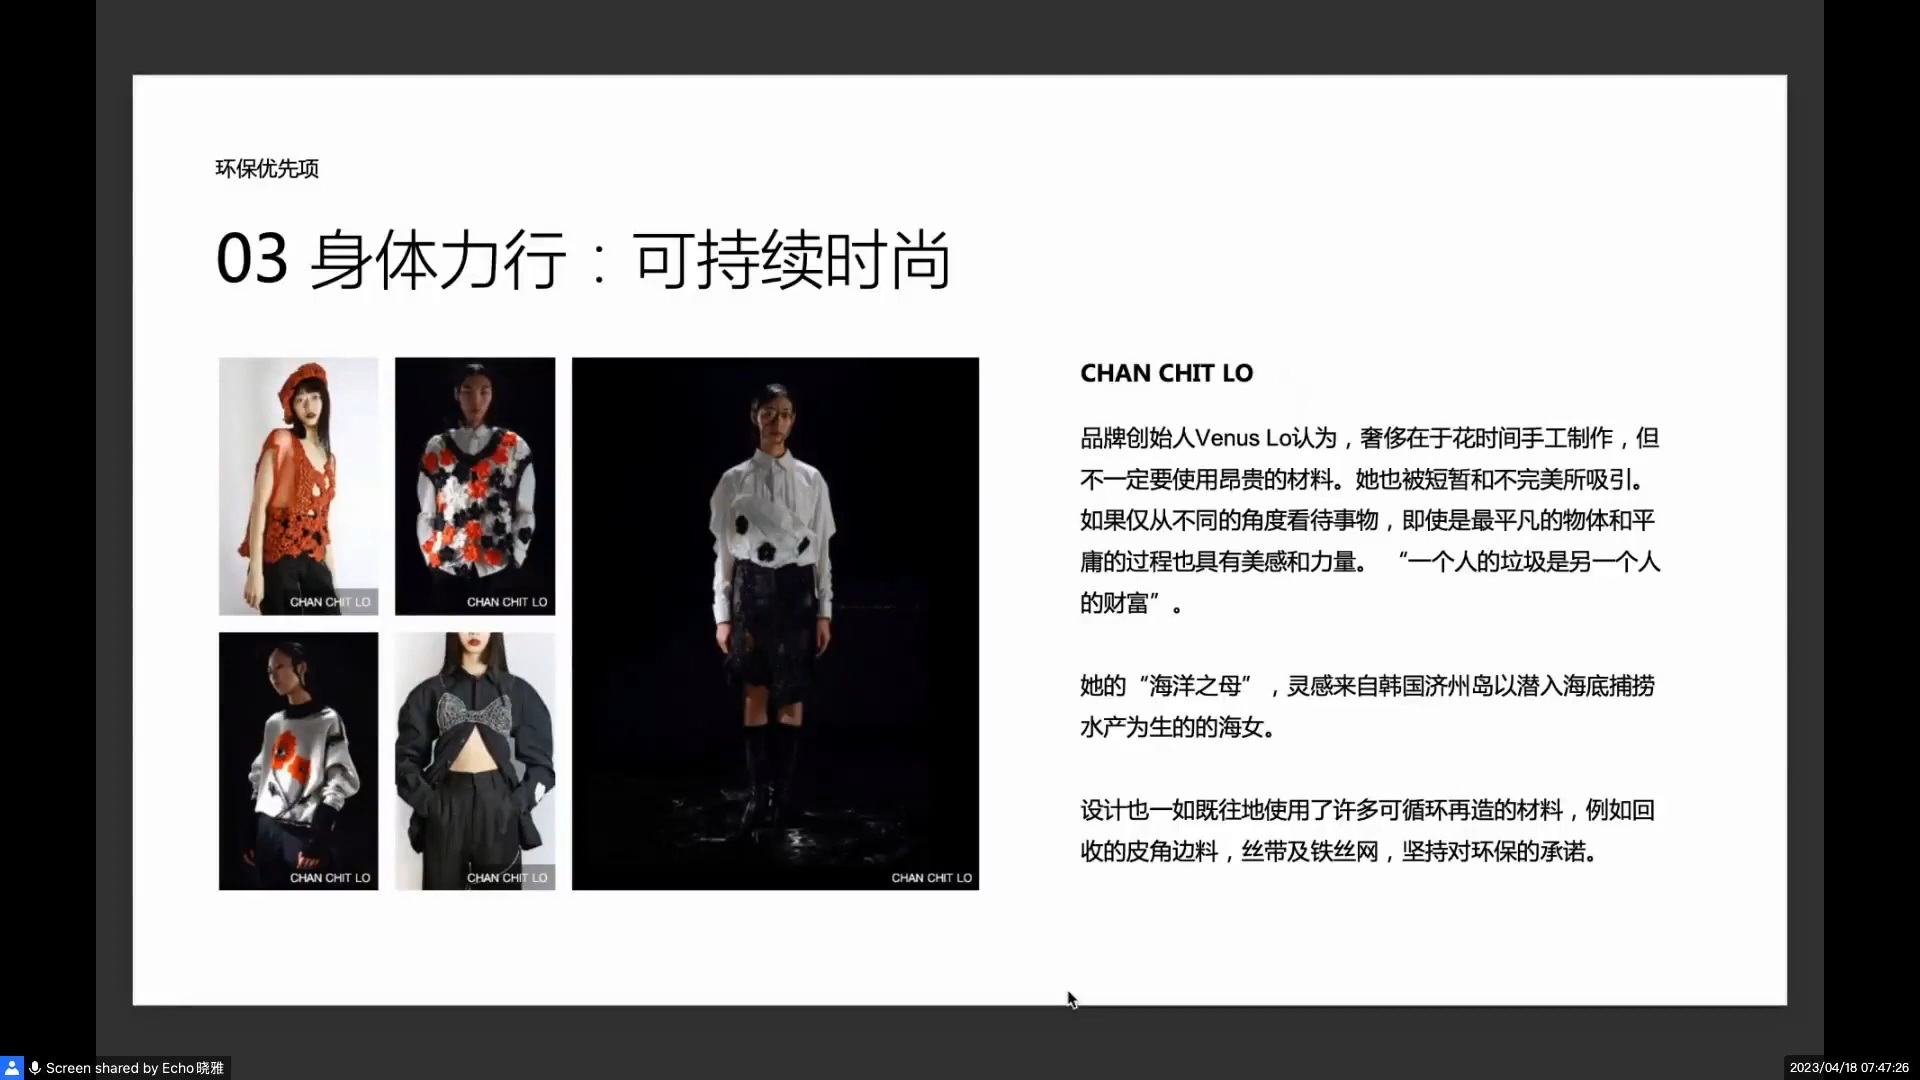 环保优先项
03 身体力行：可持续时尚
CHAN CHIT LO
CHAN CHIT LO
CHAN CHIT LO
CHAN CHIT LO
CHAN CHIT LO
CHAN CHIT LO
品牌创始人Venus Lo认为，奢侈在于花时间手工制作，但
不一定要使用昂贵的材料。她也被短暂和不完美所吸引。
如果仅从不同的角度看待事物，即使是最平凡的物体和平
庸的过程也具有美感和力量。 “一个人的垃圾是另一个人
的财富”。
她的“海洋之母”，灵感来自韩国济州岛以潜入海底捕捞
水产为生的的海女。
设计也一如既往地使用了许多可循环再造的材料，例如回
收的皮角边料，丝带及铁丝网，坚持对环保的承诺。
Screen shared by Echo晓雅
2023/04/18 07:47:26